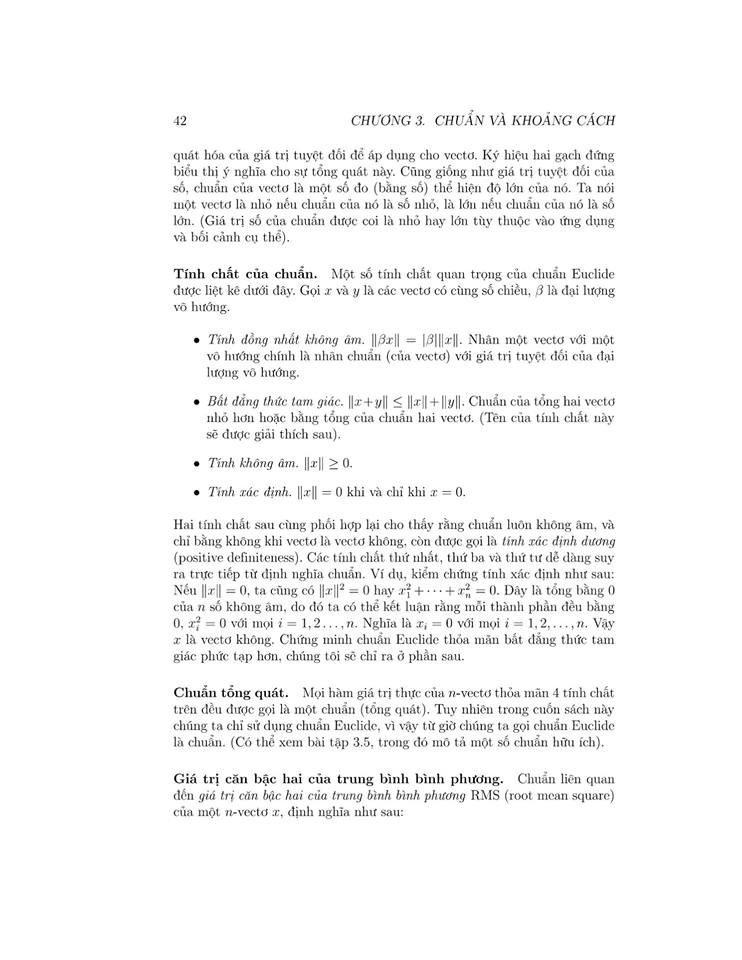 42 CHƯƠNG 3. CHUẨN VÀ KHOẢNG CÁCH
quát hóa của giá trị tuyệt đối để áp dụng cho vectơ. Ký hiệu hai gạch đứng
biểu thị ý nghĩa cho sự tổng quát này. Cũng giống như giá trị tuyệt đối của
số, chuẩn của vectơ là một số đo (bằng số) thể hiện độ lớn của nó. Ta nói
một vectơ là nhỏ nếu chuẩn của nó là số nhỏ, là lớn nếu chuẩn của nó là số
lớn. (Giá trị số của chuẩn được coi là nhỏ hay lớn tùy thuộc vào ứng dụng
và bối cảnh cụ thể).
Tính chất của chuẩn. Một số tính chất quan trọng của chuẩn Euclide
được liệt kê dưới đây. Gọi x và y là các vectơ có cùng số chiều, β là đại lượng
vô hướng.
• Tính đồng nhất không âm. ‖βx‖ = |β|‖x‖. Nhân một vectơ với một
vô hướng chính là nhân chuẩn (của vectơ) với giá trị tuyệt đối của đại
lượng vô hướng.
• Bất đẳng thức tam giác. ‖x+y‖ ≤ ‖x‖+‖y‖. Chuẩn của tổng hai vectơ
nhỏ hơn hoặc bằng tổng của chuẩn hai vectơ. (Tên của tính chất này
sẽ được giải thích sau).
• Tính không âm. ‖x‖ ≥ 0.
• Tính xác định. ‖x‖ = 0 khi và chỉ khi x = 0.
Hai tính chất sau cùng phối hợp lại cho thấy rằng chuẩn luôn không âm, và
chỉ bằng không khi vectơ là vectơ không, còn được gọi là tính xác định dương
(positive definiteness). Các tính chất thứ nhất, thứ ba và thứ tư dễ dàng suy
ra trực tiếp từ định nghĩa chuẩn. Ví dụ, kiểm chứng tính xác định như sau:
Nếu ‖x‖ = 0, ta cũng có ‖x‖² = 0 hay x₁² + ··· + xₙ² = 0. Đây là tổng bằng 0
của n số không âm, do đó ta có thể kết luận rằng mỗi thành phần đều bằng
0, xᵢ² = 0 với mọi i = 1, 2 . . . , n. Nghĩa là xᵢ = 0 với mọi i = 1, 2, . . . , n. Vậy
x là vectơ không. Chứng minh chuẩn Euclide thỏa mãn bất đẳng thức tam
giác phức tạp hơn, chúng tôi sẽ chỉ ra ở phần sau.
Chuẩn tổng quát. Mọi hàm giá trị thực của n-vectơ thỏa mãn 4 tính chất
trên đều được gọi là một chuẩn (tổng quát). Tuy nhiên trong cuốn sách này
chúng ta chỉ sử dụng chuẩn Euclide, vì vậy từ giờ chúng ta gọi chuẩn Euclide
là chuẩn. (Có thể xem bài tập 3.5, trong đó mô tả một số chuẩn hữu ích).
Giá trị căn bậc hai của trung bình bình phương. Chuẩn liên quan
đến giá trị căn bậc hai của trung bình bình phương RMS (root mean square)
của một n-vectơ x, định nghĩa như sau: